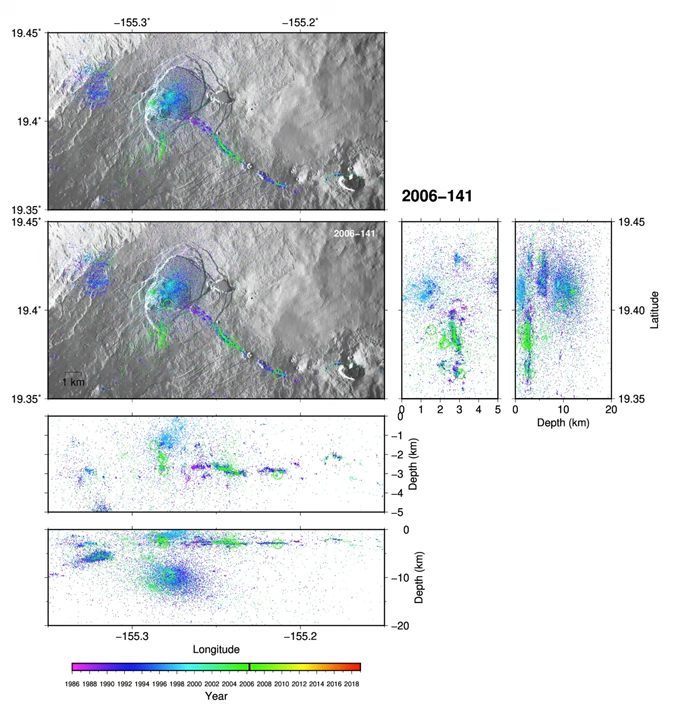 −155.3˚ −155.2˚
19.45˚
19.4˚
19.35˚
2006−141
19.45˚
19.4˚
19.35˚
2006−141
1 km
19.45
19.40
19.35
Latitude
0 1 2 3 4 5
0 10 20
Depth (km)
0
−1
−2
−3
−4
−5
Depth (km)
0
−10
−20
Depth (km)
−155.3 −155.2
Longitude
1986 1988 1990 1992 1994 1996 1998 2000 2002 2004 2006 2008 2010 2012 2014 2016 2018
Year